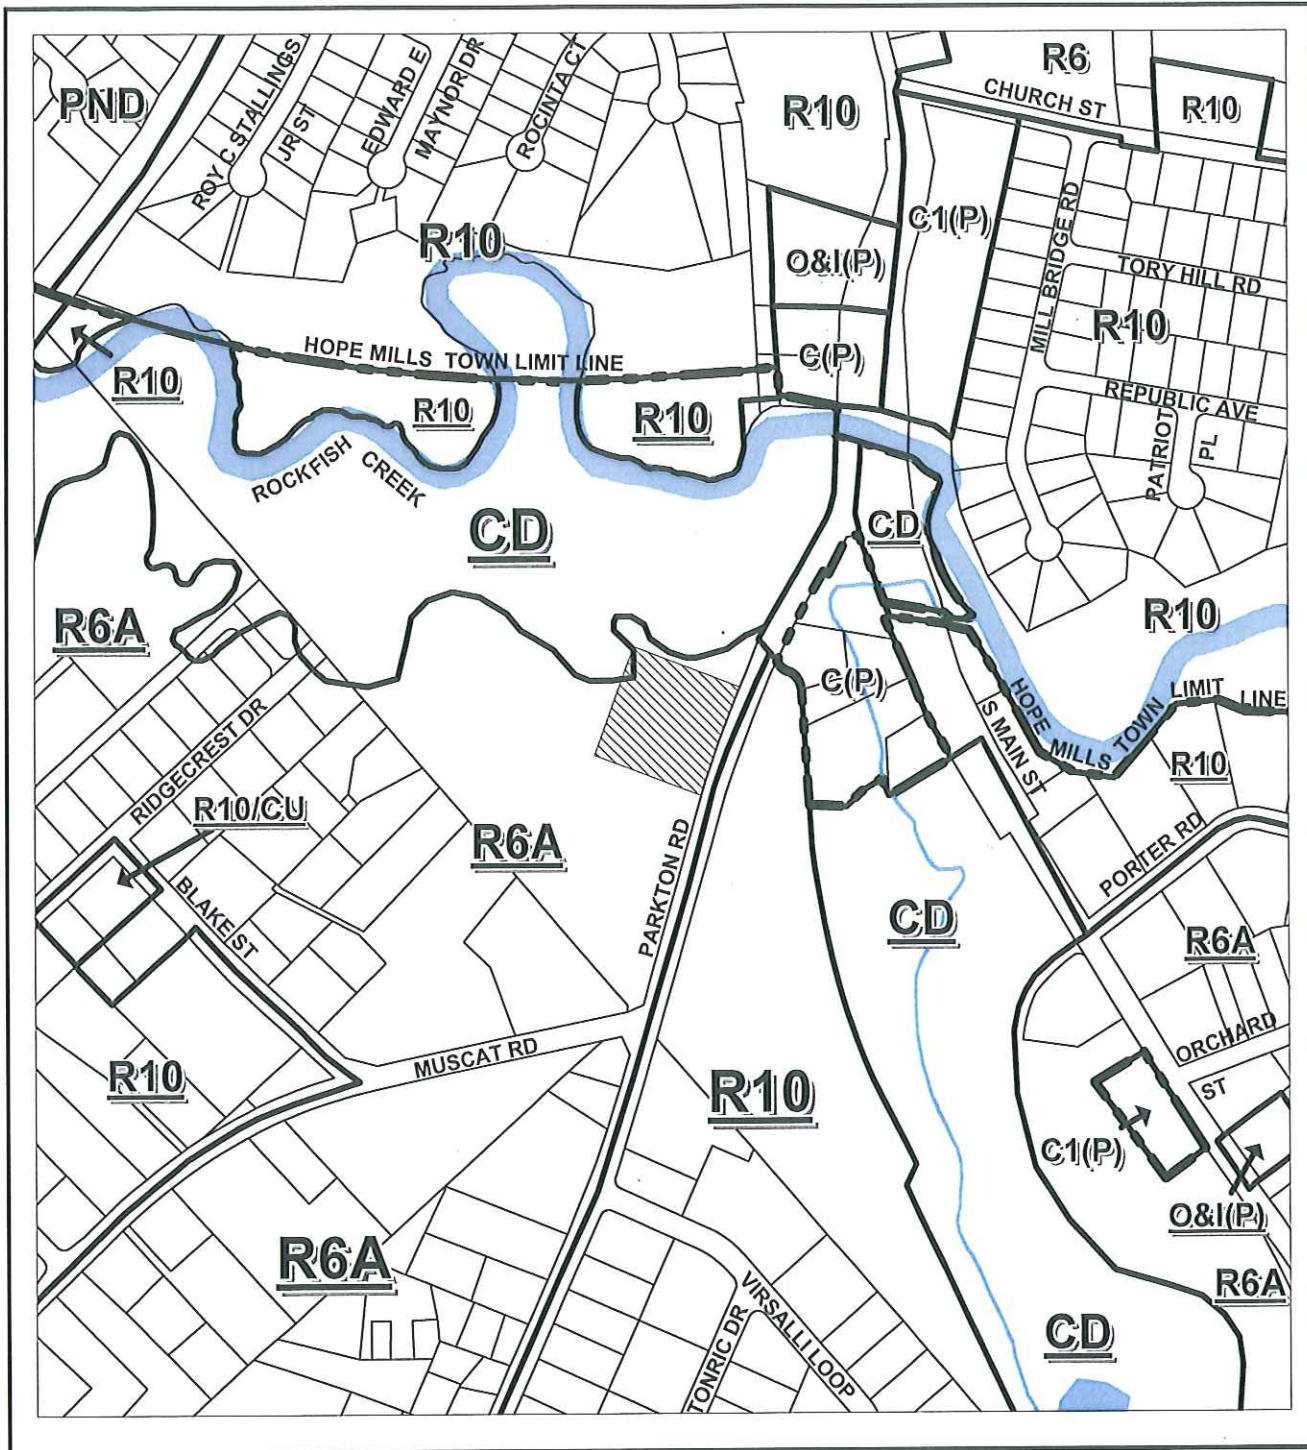 PND
ROY C STALLINGS
JR ST
EDWARD E
MAYNOR DR
ROCINTA CT
R10
R6
CHURCH ST
R10
C1(P)
MILL BRIDGE RD
TORY HILL RD
R10
O&I(P)
R10
REPUBLIC AVE
C(P)
HOPE MILLS TOWN LIMIT LINE
R10
R10
R10
PATRIOT
PL
ROCKFISH
CREEK
CD
CD
R6A
R10
C(P)
HOPE MILLS TOWN LIMIT LINE
S MAIN ST
R10
RIDGECREST DR
R10/CU
R6A
PARKTON RD
PORTER RD
BLAKE ST
CD
R6A
MUSCAT RD
ORCHARD
ST
R10
R10
C1(P)
O&I(P)
R6A
R6A
VIRSALLI LOOP
TONRIC DR
CD